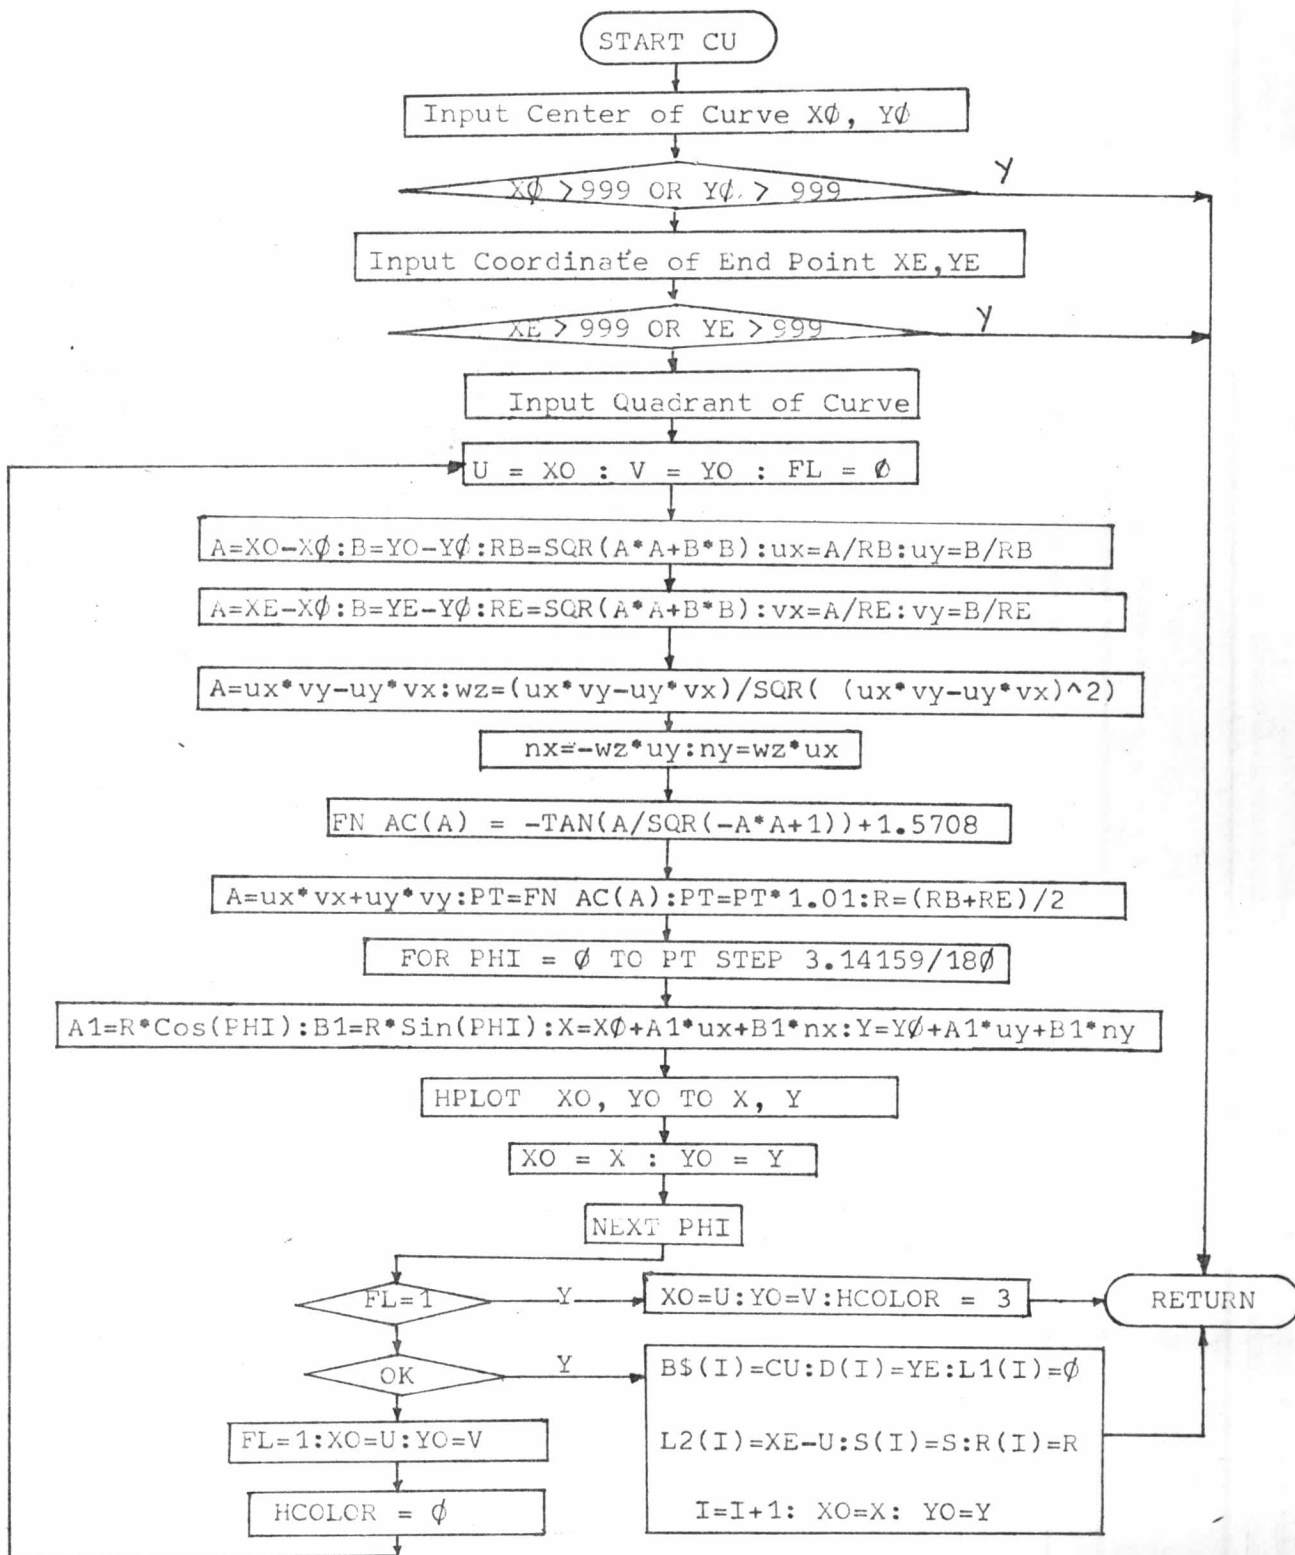 START CU
Input Center of Curve XØ, YØ
XØ >999 OR YØ > 999
Y
Input Coordinate of End Point XE,YE
XE >999 OR YE >999
Y
Input Quadrant of Curve
U = XO : V = YO : FL = Ø
A=XO-XØ:B=YO-YØ:RB=SQR(A*A+B*B):ux=A/RB:uy=B/RB
A=XE-XØ:B=YE-YØ:RE=SQR(A*A+B*B):vx=A/RE:vy=B/RE
A=ux*vy-uy*vx:wz=(ux*vy-uy*vx)/SQR( (ux*vy-uy*vx)^2)
nx=-wz*uy:ny=wz*ux
FN AC(A) = -TAN(A/SQR(-A*A+1))+1.5708
A=ux*vx+uy*vy:PT=FN AC(A):PT=PT*1.01:R=(RB+RE)/2
FOR PHI = Ø TO PT STEP 3.14159/18Ø
A1=R*Cos(PHI):B1=R*Sin(PHI):X=XØ+A1*ux+B1*nx:Y=YØ+A1*uy+B1*ny
HPLOT XO, YO TO X, Y
XO = X : YO = Y
NEXT PHI
FL=1
Y
XO=U:YO=V:HCOLOR = 3
RETURN
OK
Y
B$(I)=CU:D(I)=YE:L1(I)=Ø
L2(I)=XE-U:S(I)=S:R(I)=R
I=I+1: XO=X: YO=Y
FL=1:XO=U:YO=V
HCOLOR = Ø